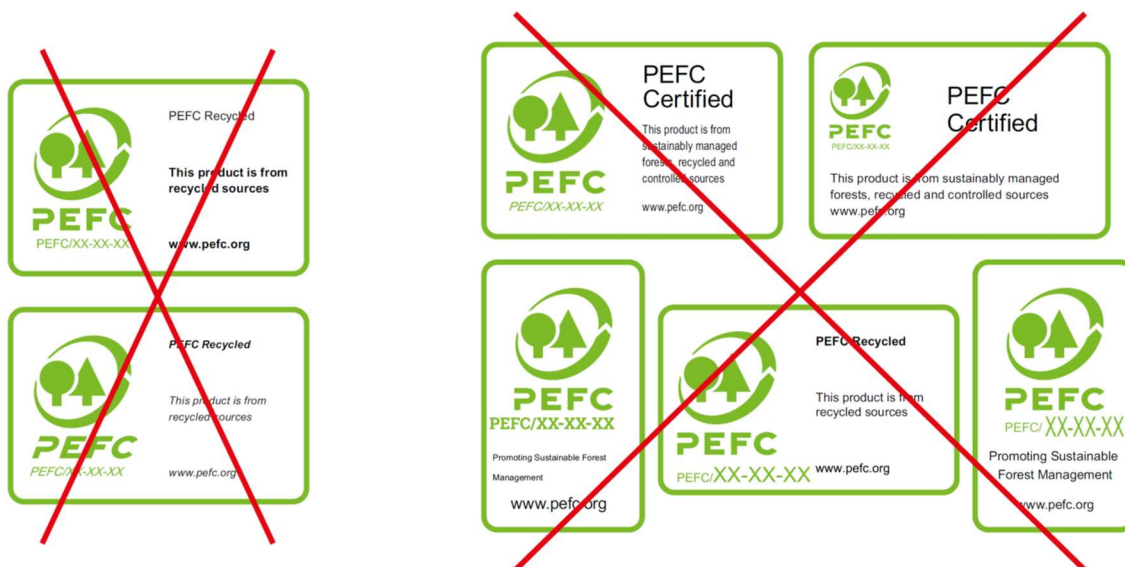 PEFC Recycled
This product is from
recycled sources
PEFC
PEFC/XX-XX-XX
www.pefc.org
PEFC Recycled
This product is from
recycled sources
PEFC
PEFC/XX-XX-XX
www.pefc.org
PEFC
Certified
This product is from
sustainably managed
forests, recycled and
controlled sources
PEFC
PEFC/XX-XX-XX
www.pefc.org
PEFC
Certified
PEFC
PEFC/XX-XX-XX
This product is from sustainably managed
forests, recycled and controlled sources
www.pefc.org
PEFC
PEFC/XX-XX-XX
Promoting Sustainable Forest
Management
www.pefc.org
PEFC Recycled
This product is from
recycled sources
PEFC
PEFC/XX-XX-XX
www.pefc.org
PEFC
PEFC/ XX-XX-XX
Promoting Sustainable
Forest Management
www.pefc.org